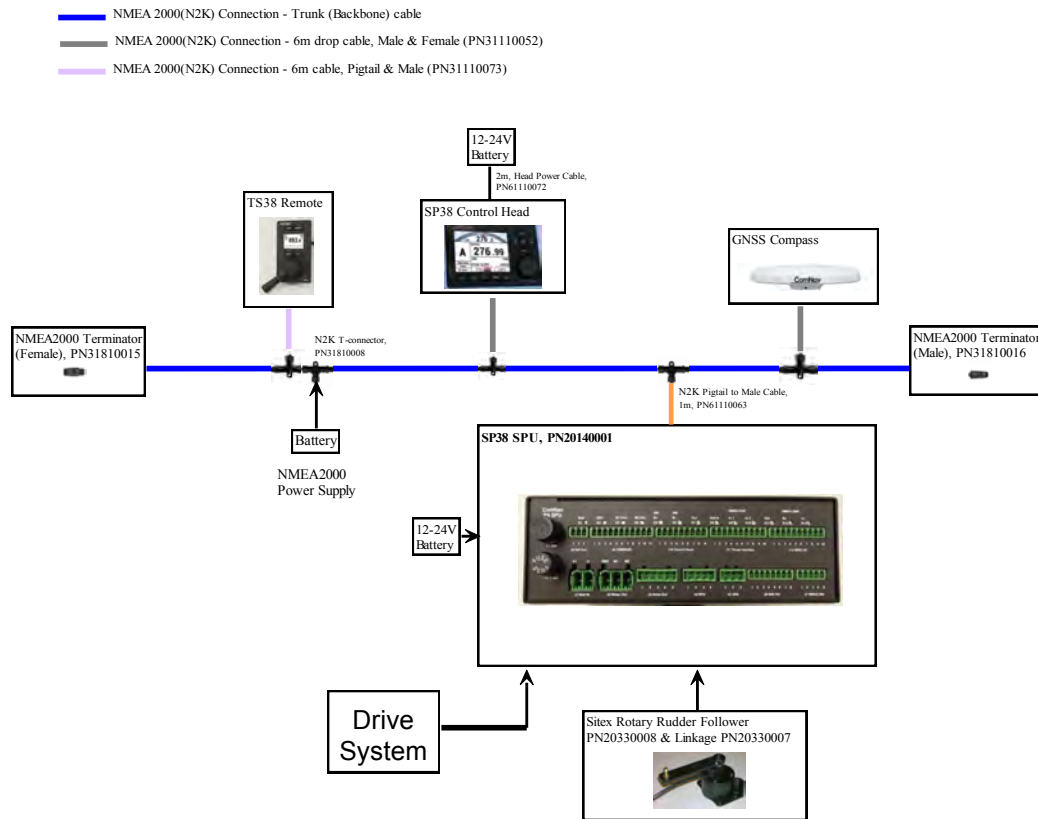 NMEA 2000(N2K) Connection - Trunk (Backbone) cable
NMEA 2000(N2K) Connection - 6m drop cable, Male & Female (PN31110052)
NMEA 2000(N2K) Connection - 6m cable, Pigtail & Male (PN31110073)
12-24V
Battery
2m, Head Power Cable,
PN61110072
TS38 Remote
SP38 Control Head
A 276.99
GNSS Compass
ComNav
NMEA2000 Terminator
(Female), PN31810015
N2K T-connector,
PN31810008
NMEA2000 Terminator
(Male), PN31810016
N2K Pigtail to Male Cable,
1m, PN61110063
Battery
NMEA2000
Power Supply
SP38 SPU, PN20140001
12-24V
Battery
ComNav
Drive
System
Sitex Rotary Rudder Follower
PN20330008 & Linkage PN20330007